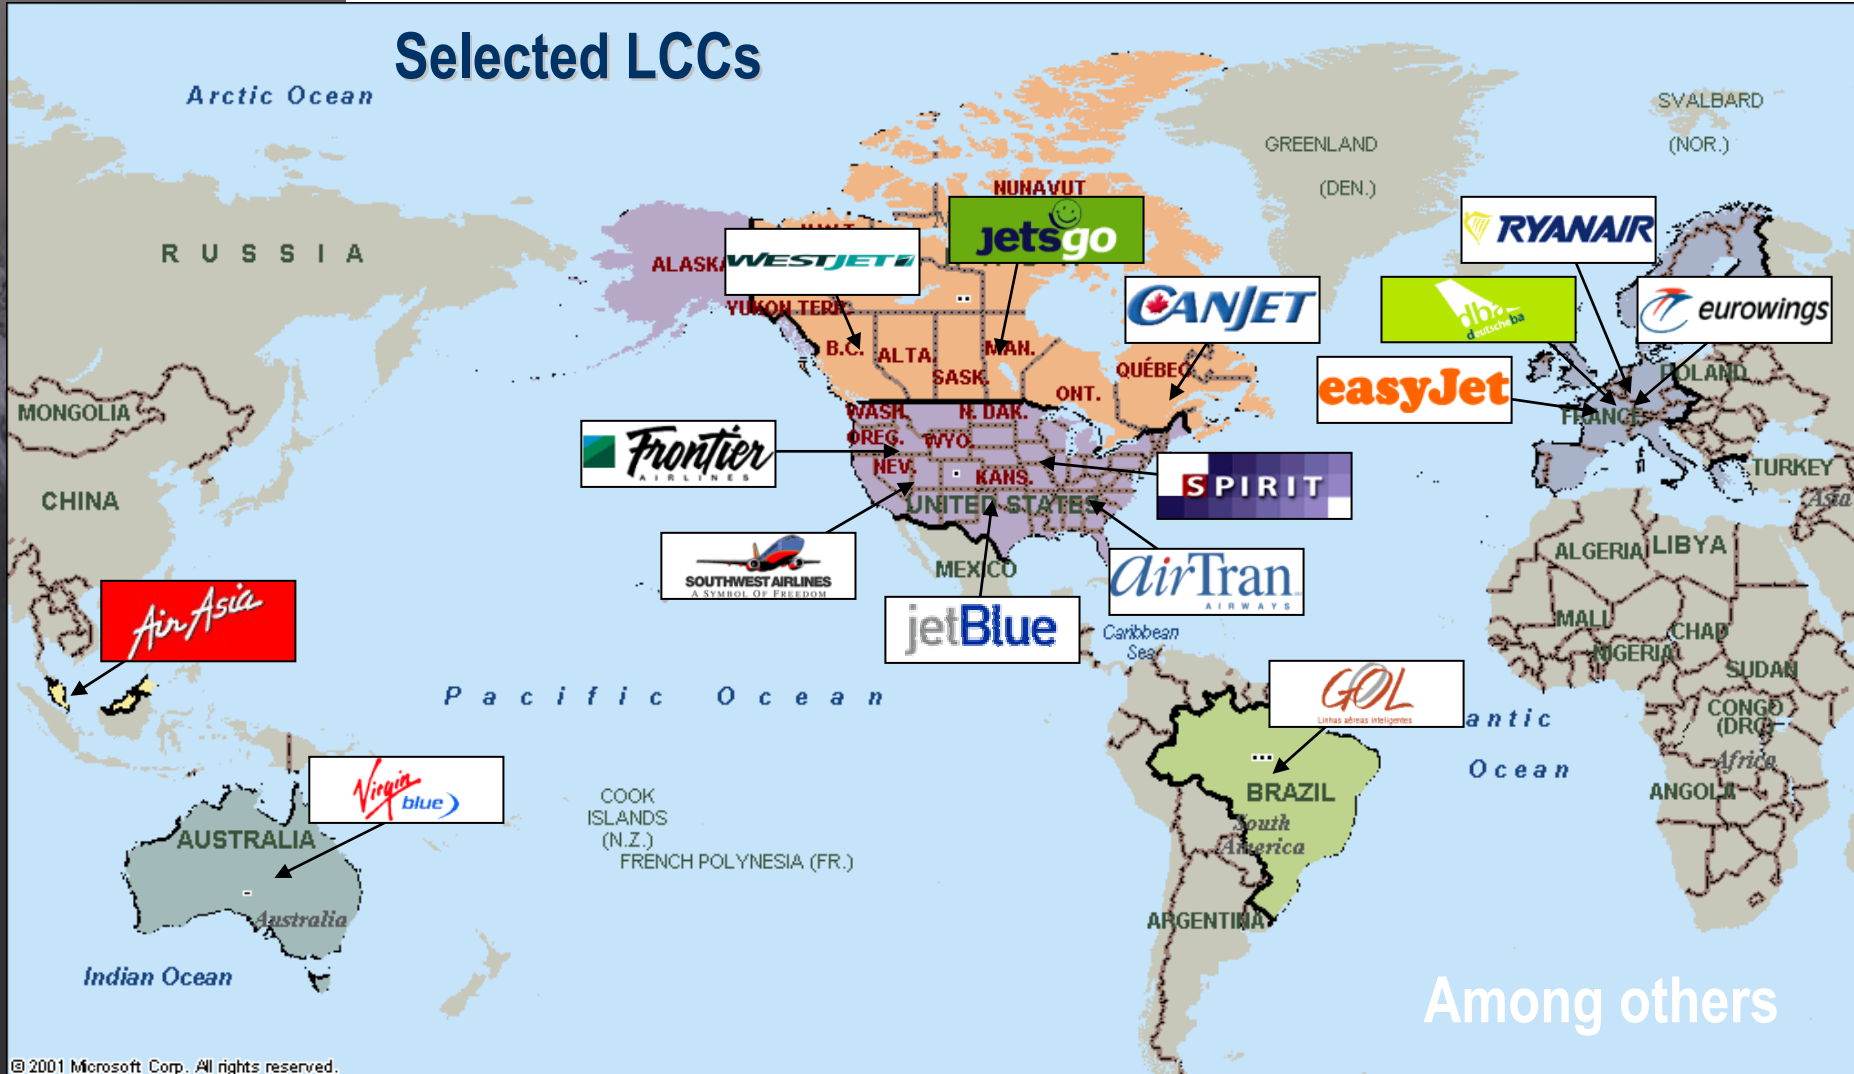 Selected LCCs
Arctic Ocean
SVALBARD
(NOR.)
GREENLAND
(DEN.)
NUNAVUT
RUSSIA
jetsgo
RYANAIR
ALASKA
WESTJET
YUKON TERR.
CANJET
dba
deutscheba
eurowings
B.C.
ALTA.
MAN.
SASK.
QUÉBEC
ONT.
POLAND
easyJet
FRANCE
MONGOLIA
WASH.
N. DAK.
OREG.
WYO.
NEV.
KANS.
Frontier
AIRLINES
SPIRIT
TURKEY
Asia
CHINA
UNITED STATES
SOUTHWEST AIRLINES
A SYMBOL OF FREEDOM
MEXICO
airTran
AIRWAYS
ALGERIA
LIBYA
Air Asia
jetBlue
Caribbean
Sea
MALI
CHAD
NIGERIA
SUDAN
Pacific Ocean
GOL
Linhas aéreas inteligentes
antic
Ocean
CONGO
(DRC)
Africa
Virgin
blue
BRAZIL
South
America
ANGOLA
COOK
ISLANDS
(N.Z.)
FRENCH POLYNESIA (FR.)
AUSTRALIA
Australia
ARGENTINA
Indian Ocean
Among others
© 2001 Microsoft Corp. All rights reserved.